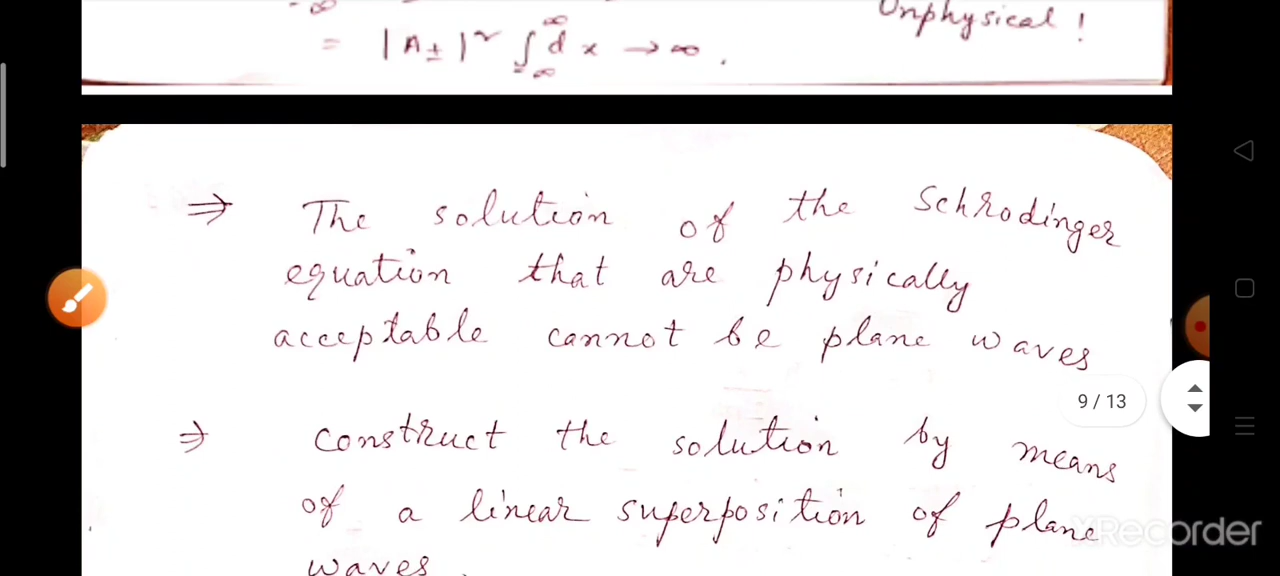 -∞
Unphysical !
= |A±|² ∫ d x → ∞ .
∞
-∞
⇒ The solution of the Schrodinger
equation that are physically
acceptable cannot be plane waves
9 / 13
⇒ construct the solution by means
of a linear superposition of plane
waves.
XRecorder